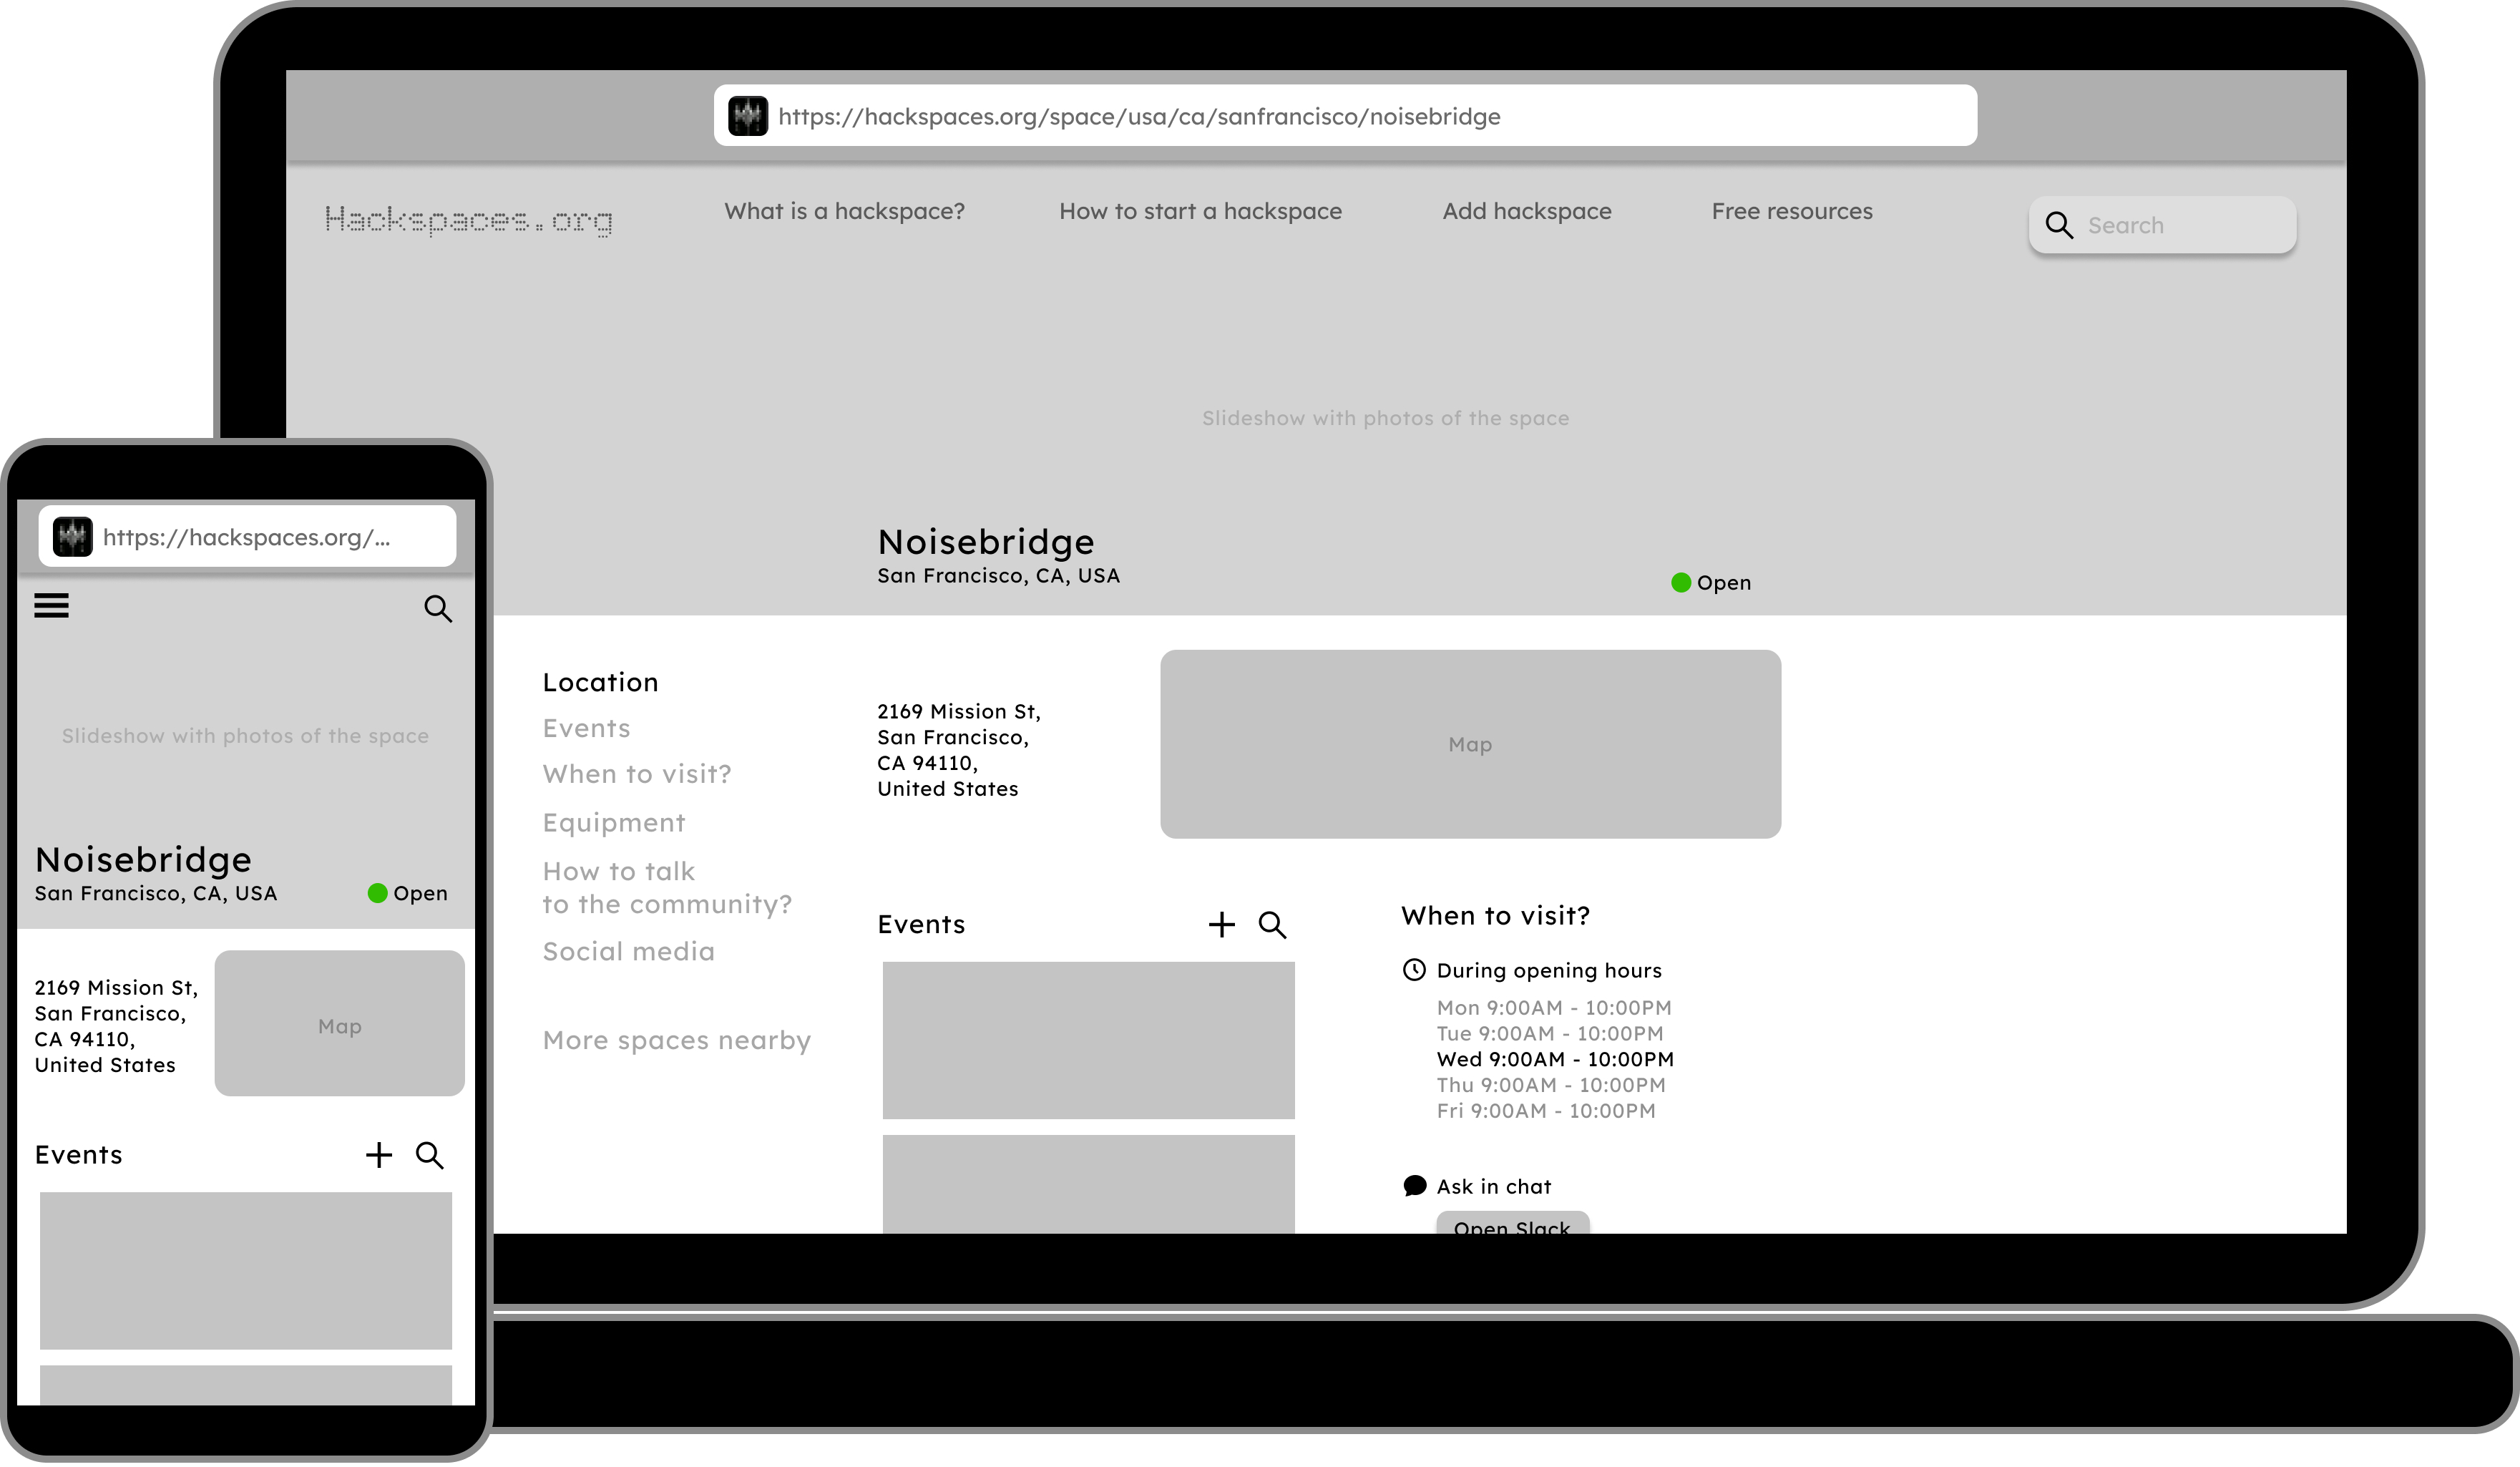 https://hackspaces.org/space/usa/ca/sanfrancisco/noisebridge
Hackspaces.org
What is a hackspace?
How to start a hackspace
Add hackspace
Free resources
Search
Slideshow with photos of the space
Noisebridge
San Francisco, CA, USA
Open
Location
Events
When to visit?
Equipment
How to talk
to the community?
Social media
More spaces nearby
2169 Mission St,
San Francisco,
CA 94110,
United States
Map
Events
When to visit?
During opening hours
Mon 9:00AM - 10:00PM
Tue 9:00AM - 10:00PM
Wed 9:00AM - 10:00PM
Thu 9:00AM - 10:00PM
Fri 9:00AM - 10:00PM
Ask in chat
Open Slack
https://hackspaces.org/...
Slideshow with photos of the space
Noisebridge
San Francisco, CA, USA
Open
2169 Mission St,
San Francisco,
CA 94110,
United States
Map
Events